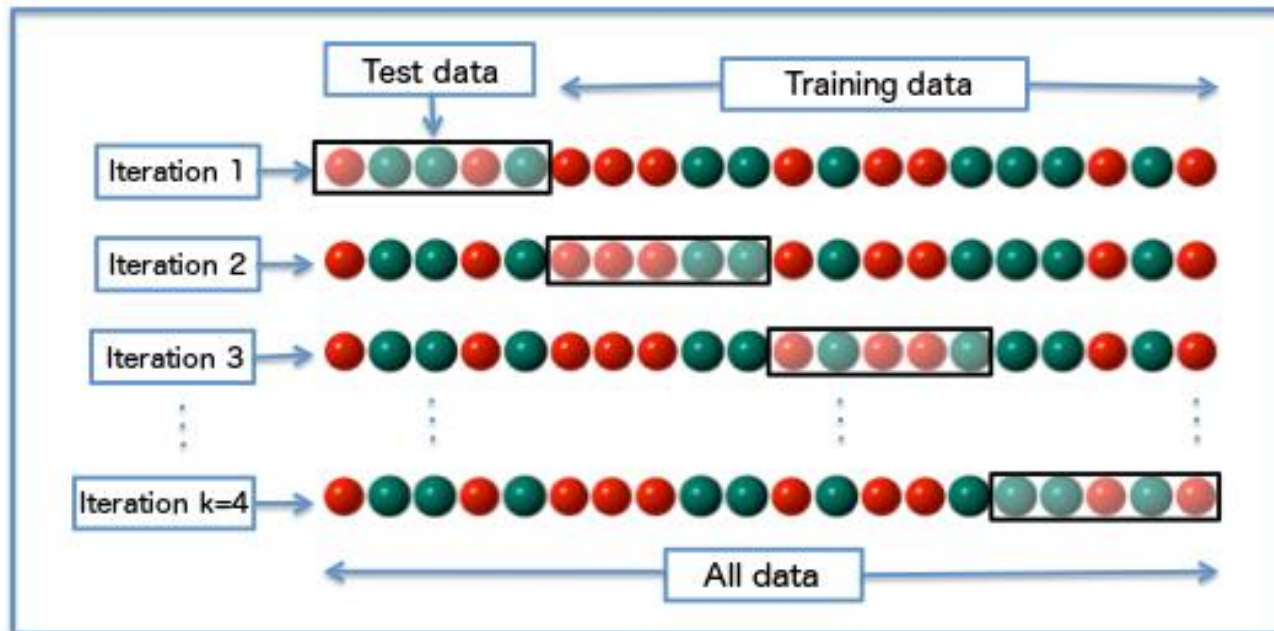 Test data
Training data
Iteration 1
Iteration 2
Iteration 3
Iteration k=4
All data